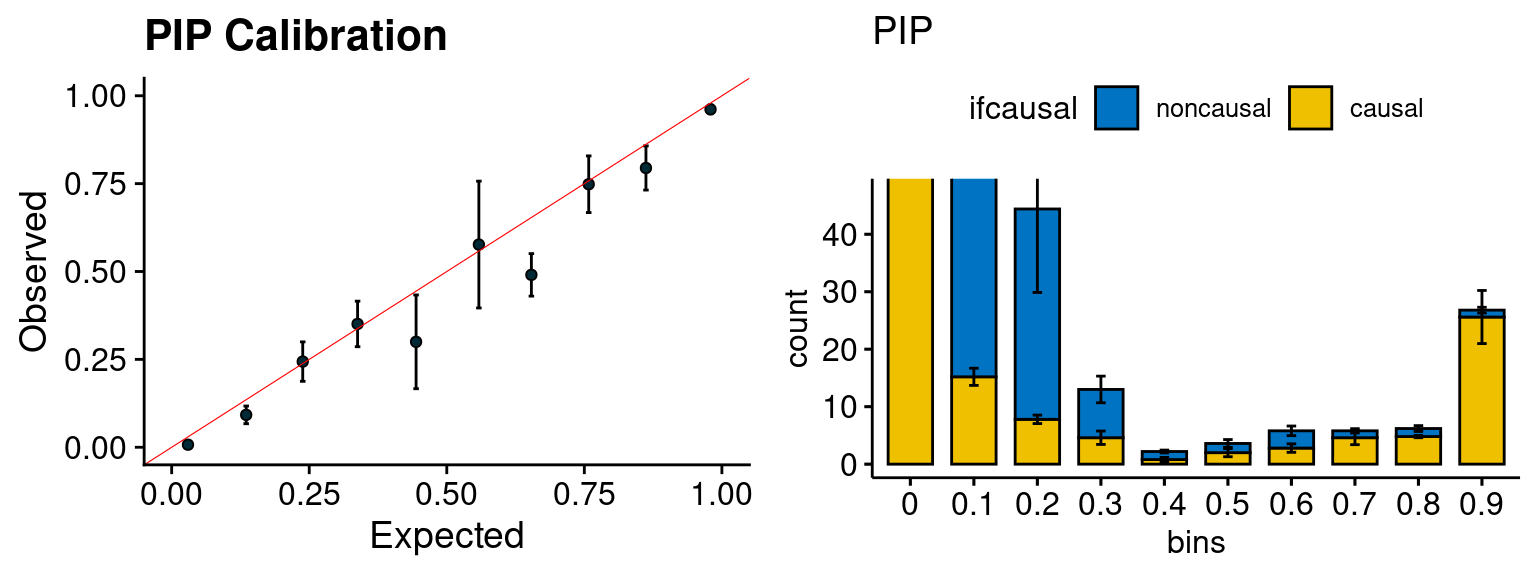 PIP Calibration
1.00
0.75
0.50
0.25
0.00
Observed
0.00 0.25 0.50 0.75 1.00
Expected
PIP
ifcausal noncausal causal
40
30
20
10
0
count
0 0.1 0.2 0.3 0.4 0.5 0.6 0.7 0.8 0.9
bins